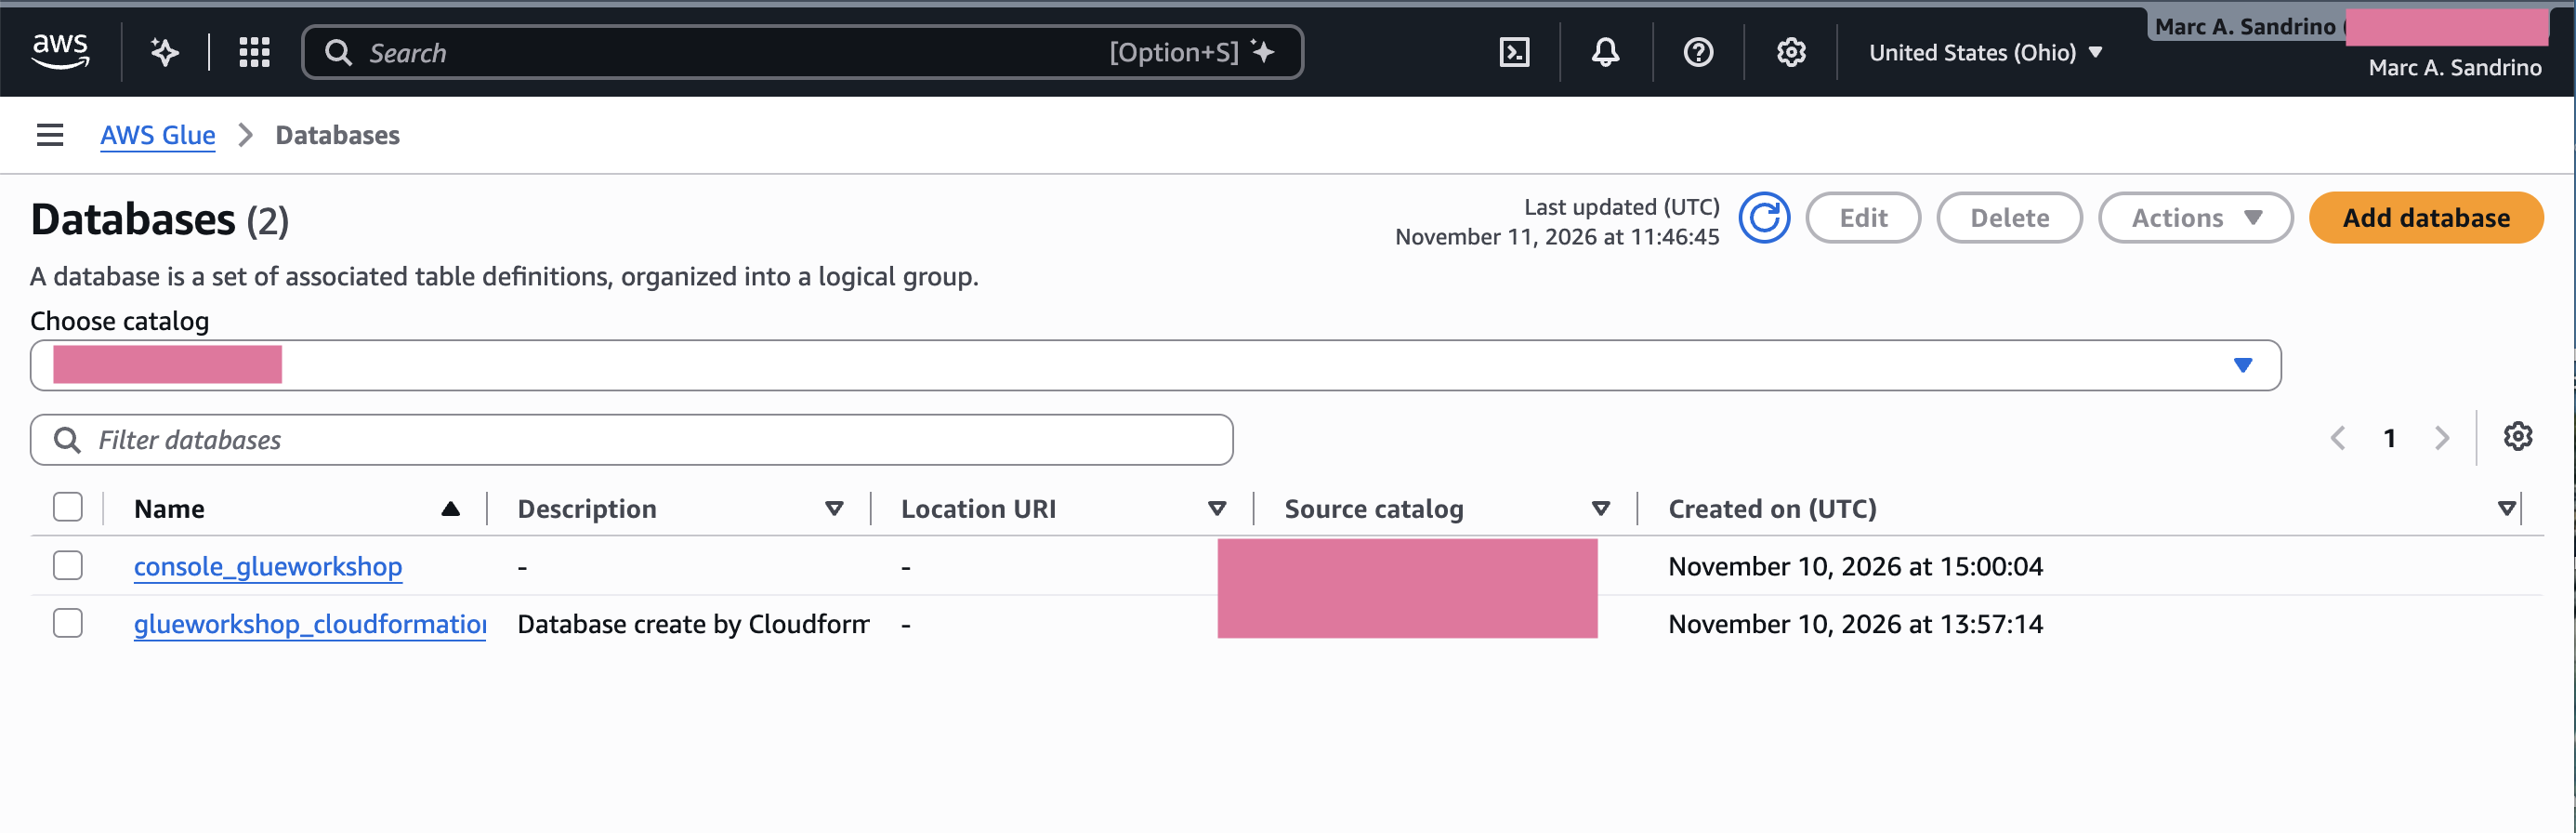 aws
Search [Option+S]
United States (Ohio)
Marc A. Sandrino (
Marc A. Sandrino
AWS Glue
Databases
Databases (2)
Last updated (UTC)
November 11, 2026 at 11:46:45
Edit
Delete
Actions
Add database
A database is a set of associated table definitions, organized into a logical group.
Choose catalog
Filter databases
1
Name Description Location URI Source catalog Created on (UTC)
console_glueworkshop - - November 10, 2026 at 15:00:04
glueworkshop_cloudformation Database create by Cloudform - November 10, 2026 at 13:57:14